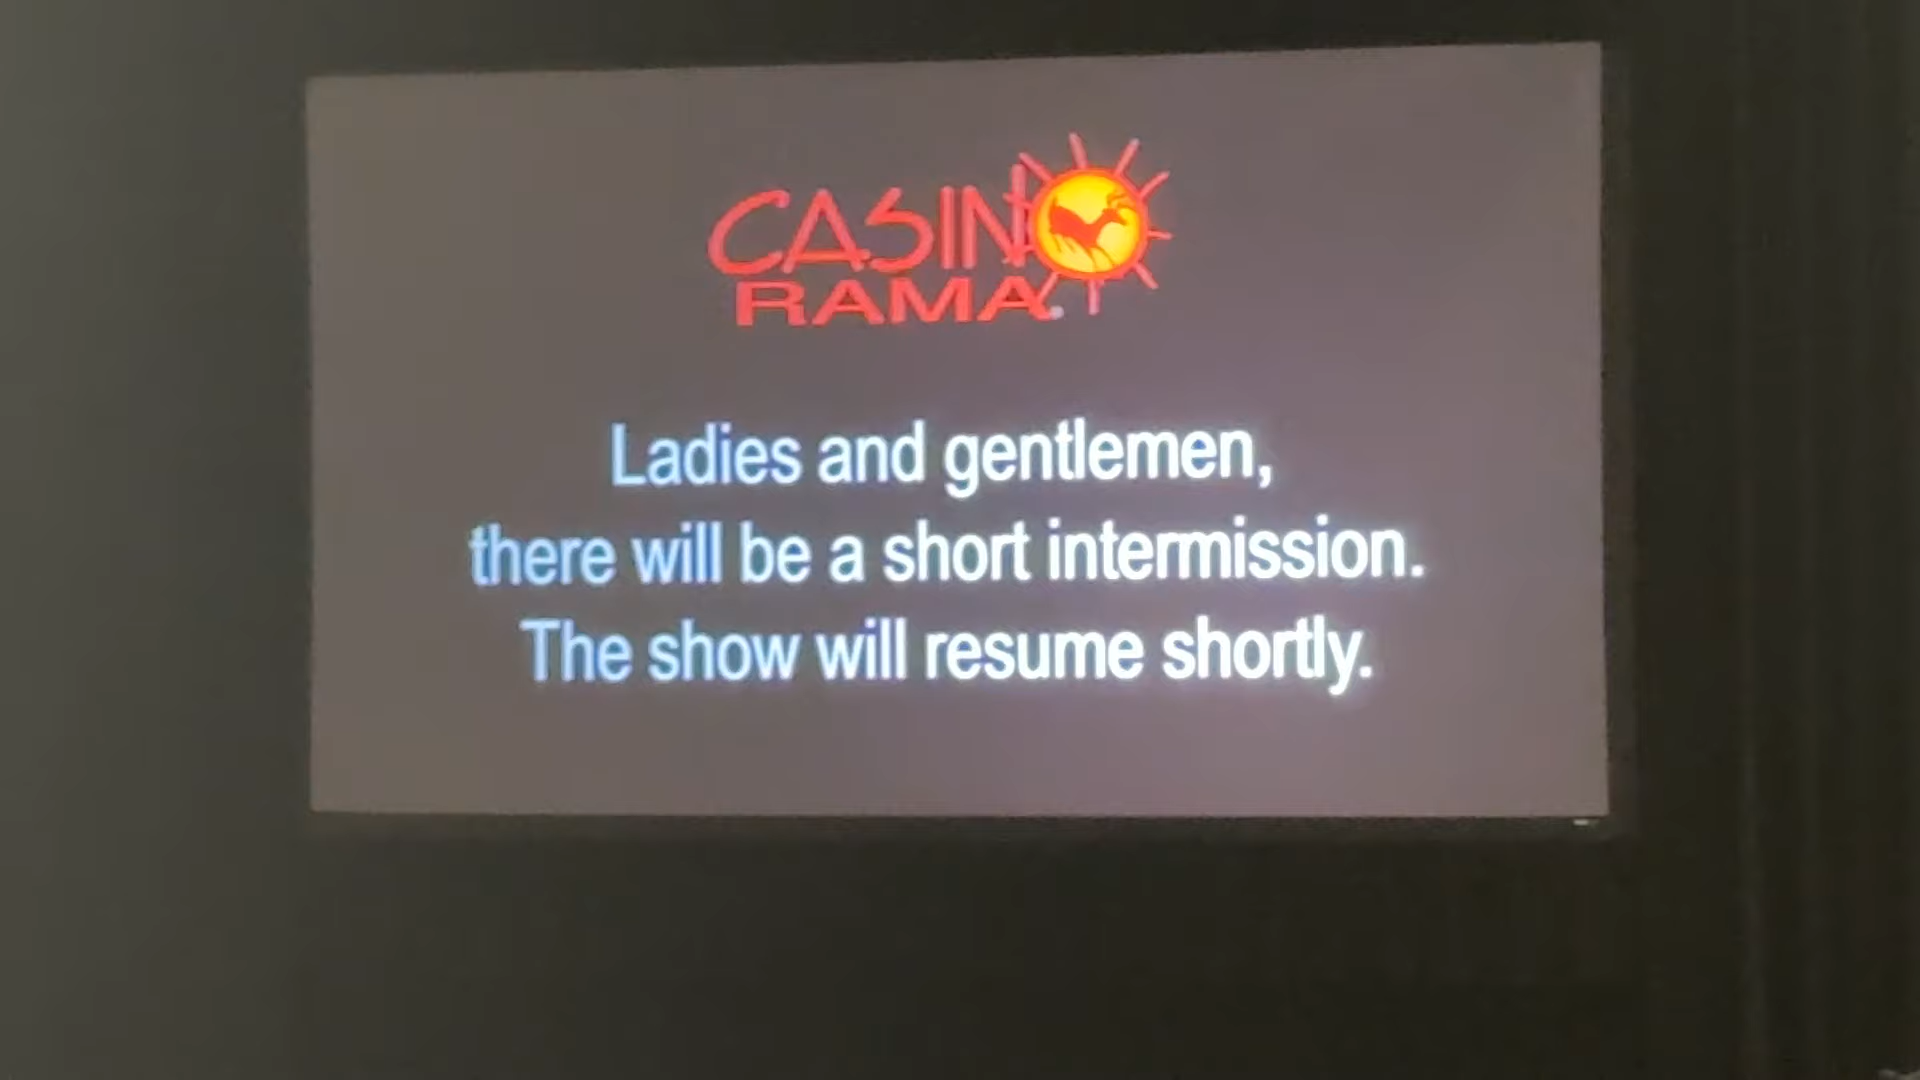 CASINO
RAMA
Ladies and gentlemen,
there will be a short intermission.
The show will resume shortly.